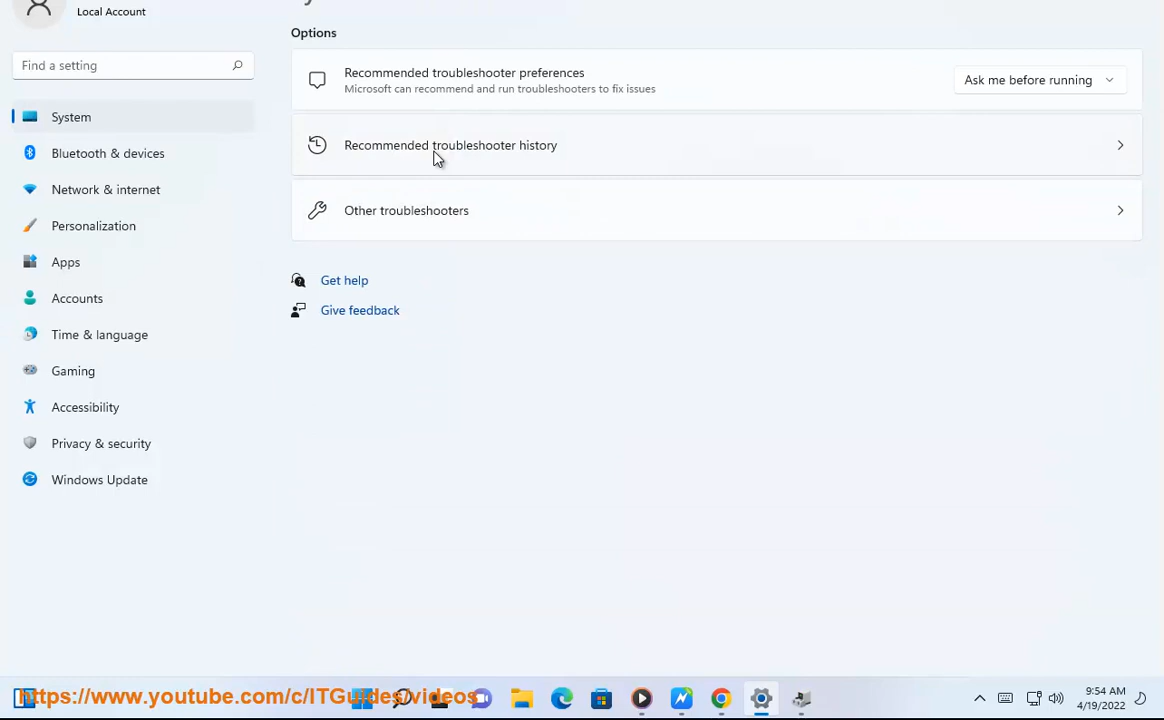 Local Account
Options
Find a setting
Recommended troubleshooter preferences
Microsoft can recommend and run troubleshooters to fix issues
Ask me before running
System
Recommended troubleshooter history
Bluetooth & devices
Network & internet
Other troubleshooters
Personalization
Apps
Get help
Accounts
Give feedback
Time & language
Gaming
Accessibility
Privacy & security
Windows Update
https://www.youtube.com/c/ITGuides/videos
9:54 AM
4/19/2022